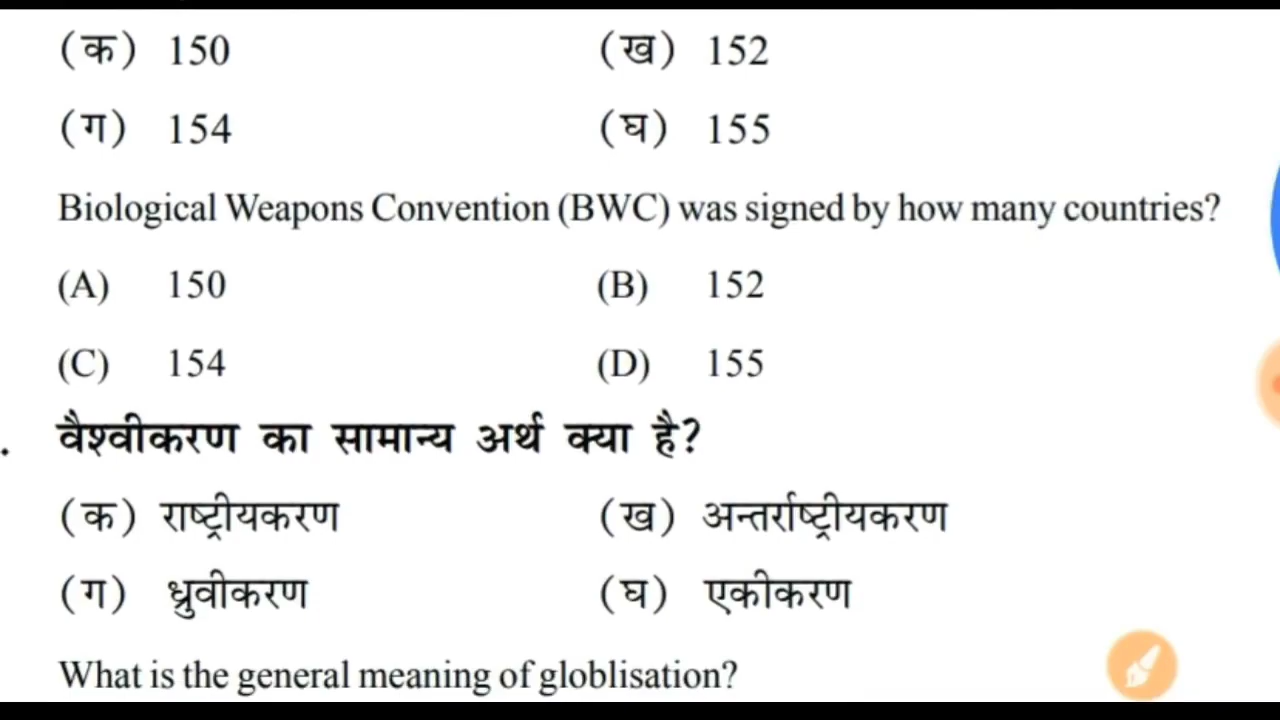 (क) 150 (ख) 152
(ग) 154 (घ) 155
Biological Weapons Convention (BWC) was signed by how many countries?
(A) 150 (B) 152
(C) 154 (D) 155
. वैश्वीकरण का सामान्य अर्थ क्या है?
(क) राष्ट्रीयकरण (ख) अन्तर्राष्ट्रीयकरण
(ग) ध्रुवीकरण (घ) एकीकरण
What is the general meaning of globlisation?